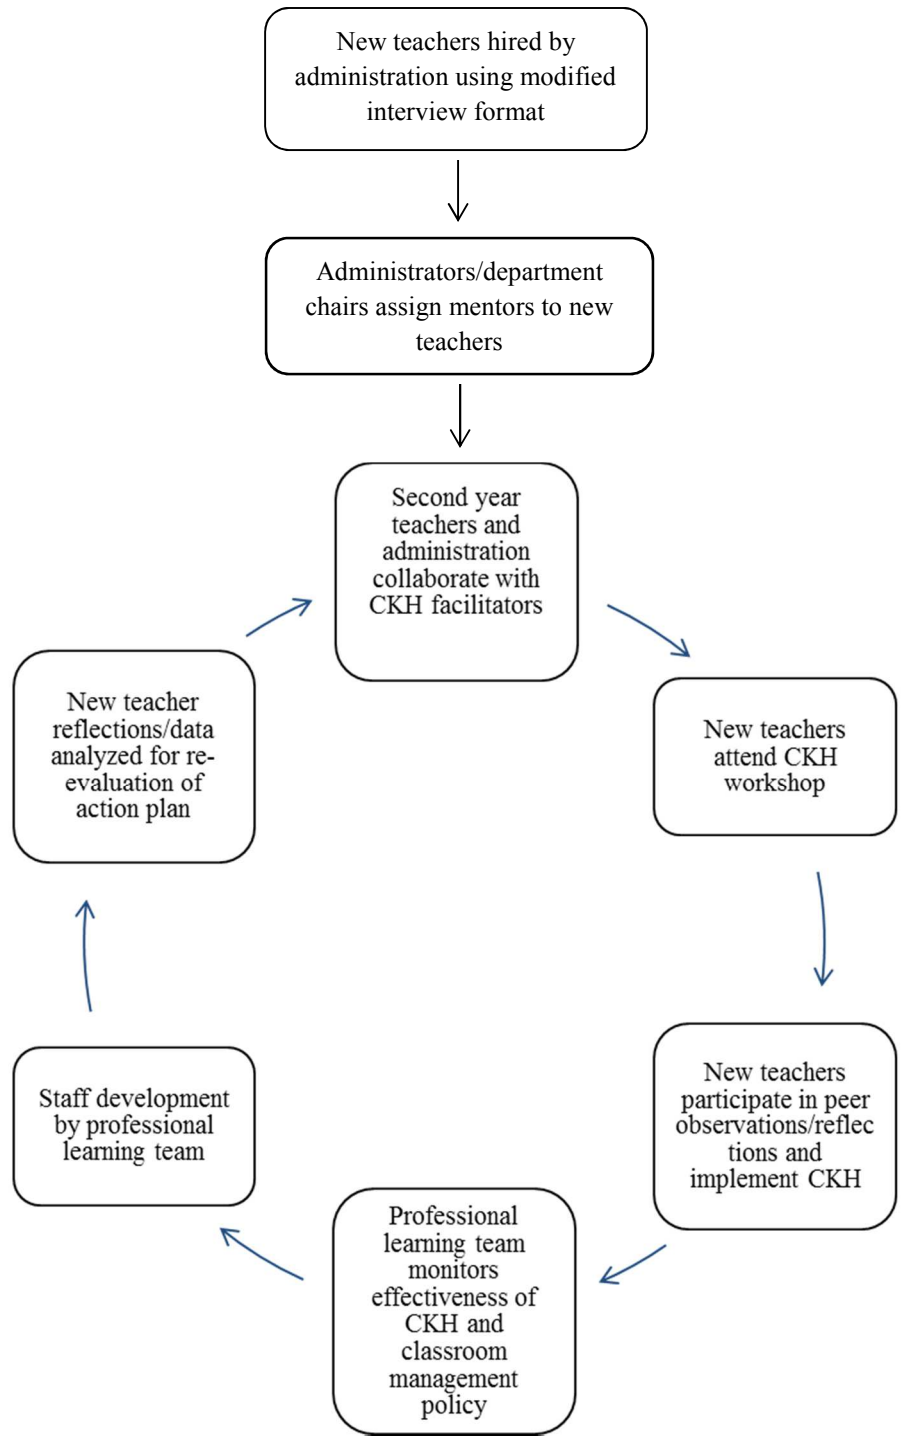 New teachers hired by
administration using modified
interview format
Administrators/department
chairs assign mentors to new
teachers
Second year
teachers and
administration
collaborate with
CKH facilitators
New teachers
attend CKH
workshop
New teachers
participate in peer
observations/reflec
tions and
implement CKH
Professional
learning team
monitors
effectiveness of
CKH and
classroom
management
policy
Staff development
by professional
learning team
New teacher
reflections/data
analyzed for re-
evaluation of
action plan